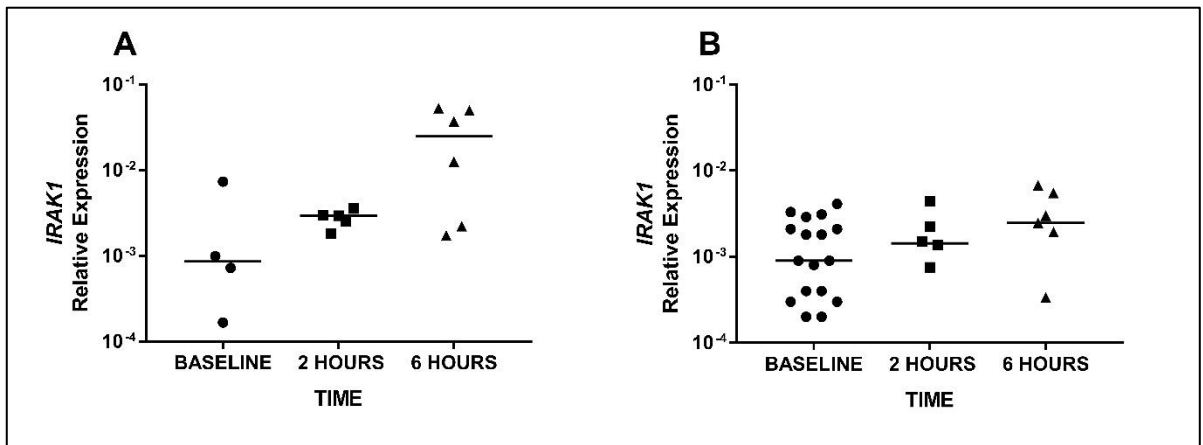 A
IRAK1
Relative Expression
10⁻¹
10⁻²
10⁻³
10⁻⁴
BASELINE 2 HOURS 6 HOURS
TIME
B
IRAK1
Relative Expression
10⁻¹
10⁻²
10⁻³
10⁻⁴
BASELINE 2 HOURS 6 HOURS
TIME